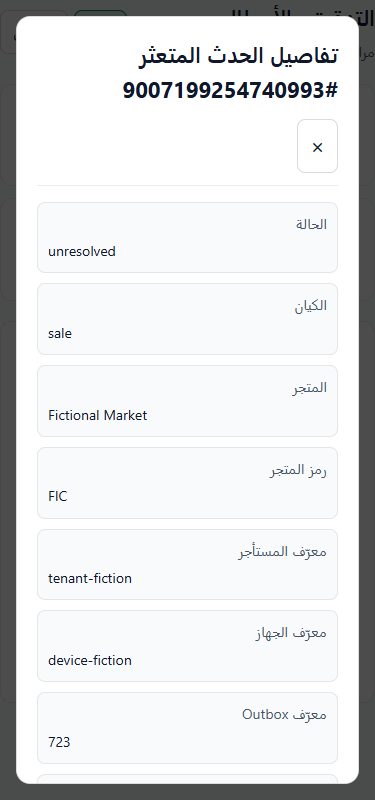 تفاصيل الحدث المتعثر
#9007199254740993
×
الحالة
unresolved
الكيان
sale
المتجر
Fictional Market
رمز المتجر
FIC
معرّف المستأجر
tenant-fiction
معرّف الجهاز
device-fiction
معرّف Outbox
723